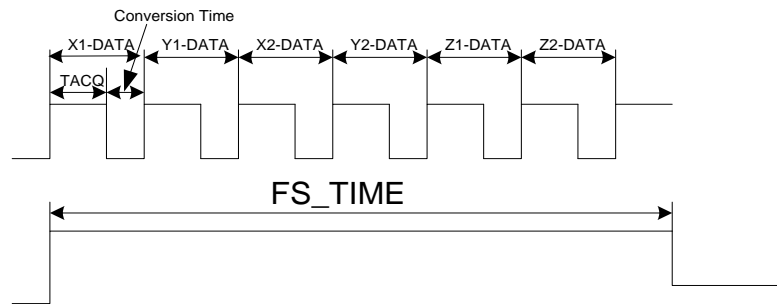 Conversion Time
X1-DATA Y1-DATA X2-DATA Y2-DATA Z1-DATA Z2-DATA
TACQ
FS_TIME